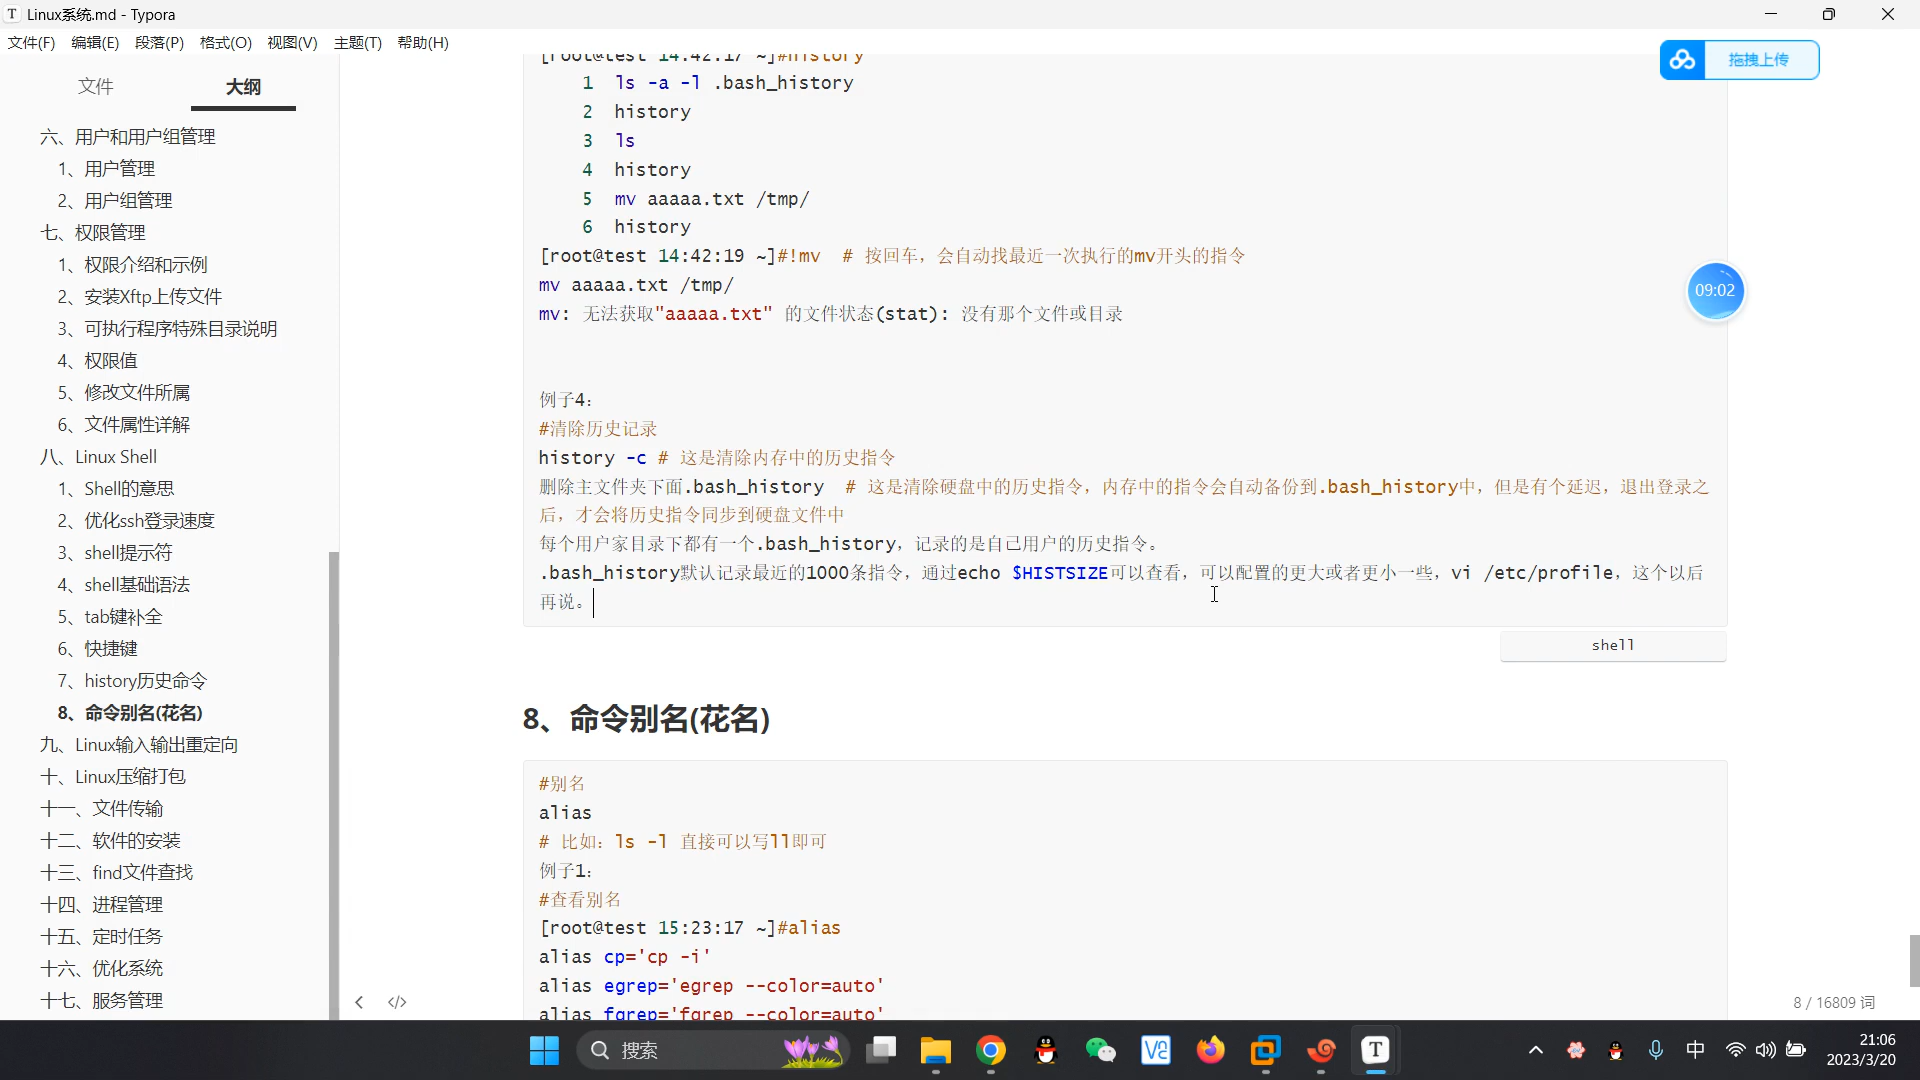 Linux系统.md - Typora
文件(F) 编辑(E) 段落(P) 格式(O) 视图(V) 主题(T) 帮助(H)
拖拽上传
文件 大纲
六、用户和用户组管理
1、用户管理
2、用户组管理
七、权限管理
1、权限介绍和示例
2、安装Xftp上传文件
3、可执行程序特殊目录说明
4、权限值
5、修改文件所属
6、文件属性详解
八、Linux Shell
1、Shell的意思
2、优化ssh登录速度
3、shell提示符
4、shell基础语法
5、tab键补全
6、快捷键
7、history历史命令
8、命令别名(花名)
九、Linux输入输出重定向
十、Linux压缩打包
十一、文件传输
十二、软件的安装
十三、find文件查找
十四、进程管理
十五、定时任务
十六、优化系统
十七、服务管理
[root@test 14:42:17 ~]#history
1 ls -a -l .bash_history
2 history
3 ls
4 history
5 mv aaaaa.txt /tmp/
6 history
[root@test 14:42:19 ~]#!mv # 按回车，会自动找最近一次执行的mv开头的指令
mv aaaaa.txt /tmp/
mv: 无法获取"aaaaa.txt" 的文件状态(stat): 没有那个文件或目录
例子4:
#清除历史记录
history -c # 这是清除内存中的历史指令
删除主文件夹下面.bash_history # 这是清除硬盘中的历史指令，内存中的指令会自动备份到.bash_history中，但是有个延迟，退出登录之
后，才会将历史指令同步到硬盘文件中
每个用户家目录下都有一个.bash_history，记录的是自己用户的历史指令。
.bash_history默认记录最近的1000条指令，通过echo $HISTSIZE可以查看，可以配置的更大或者更小一些，vi /etc/profile，这个以后
再说。
shell
8、命令别名(花名)
#别名
alias
# 比如：ls -l 直接可以写ll即可
例子1:
#查看别名
[root@test 15:23:17 ~]#alias
alias cp='cp -i'
alias egrep='egrep --color=auto'
alias fgrep='fgrep --color=auto'
09:02
8 / 16809 词
搜索
中
21:06
2023/3/20